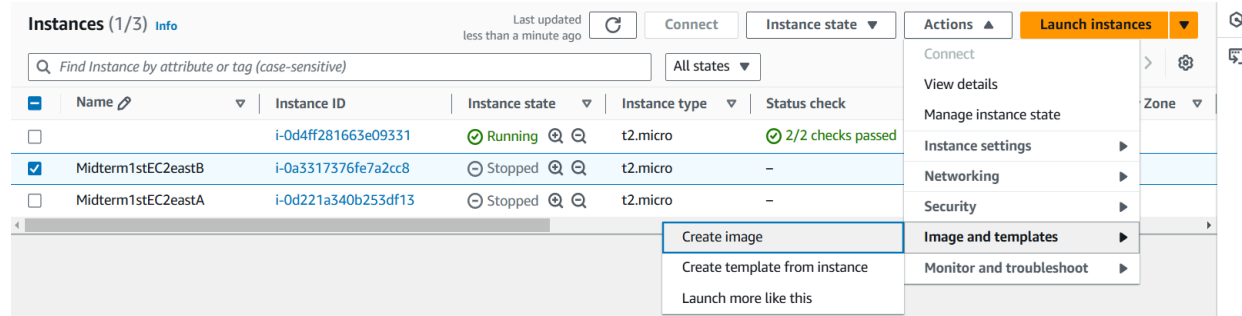 Instances (1/3) Info
Last updated
less than a minute ago
Connect
Instance state
Actions
Launch instances
Find Instance by attribute or tag (case-sensitive)
All states
Connect
View details
Manage instance state
Instance settings
Networking
Security
Image and templates
Monitor and troubleshoot
Name Instance ID Instance state Instance type Status check Zone
i-0d4ff281663e09331 Running t2.micro 2/2 checks passed
Midterm1stEC2eastB i-0a3317376fe7a2cc8 Stopped t2.micro –
Midterm1stEC2eastA i-0d221a340b253df13 Stopped t2.micro –
Create image
Create template from instance
Launch more like this